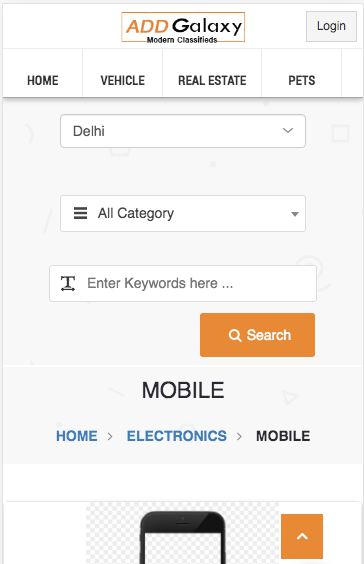 ADD Galaxy
Modern Classifieds
Login
HOME VEHICLE REAL ESTATE PETS
Delhi
All Category
Enter Keywords here ...
Search
MOBILE
HOME > ELECTRONICS > MOBILE